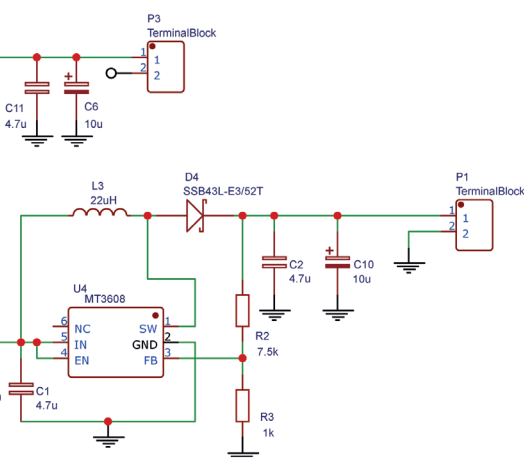 P3
TerminalBlock
1
1
2
2
C11
4.7u
+
C6
10u
L3
22uH
D4
SSB43L-E3/52T
P1
TerminalBlock
1
1
2
2
C2
4.7u
+
C10
10u
U4
MT3608
6 NC
5 IN
4 EN
SW 1
GND 2
FB 3
R2
7.5k
C1
4.7u
R3
1k